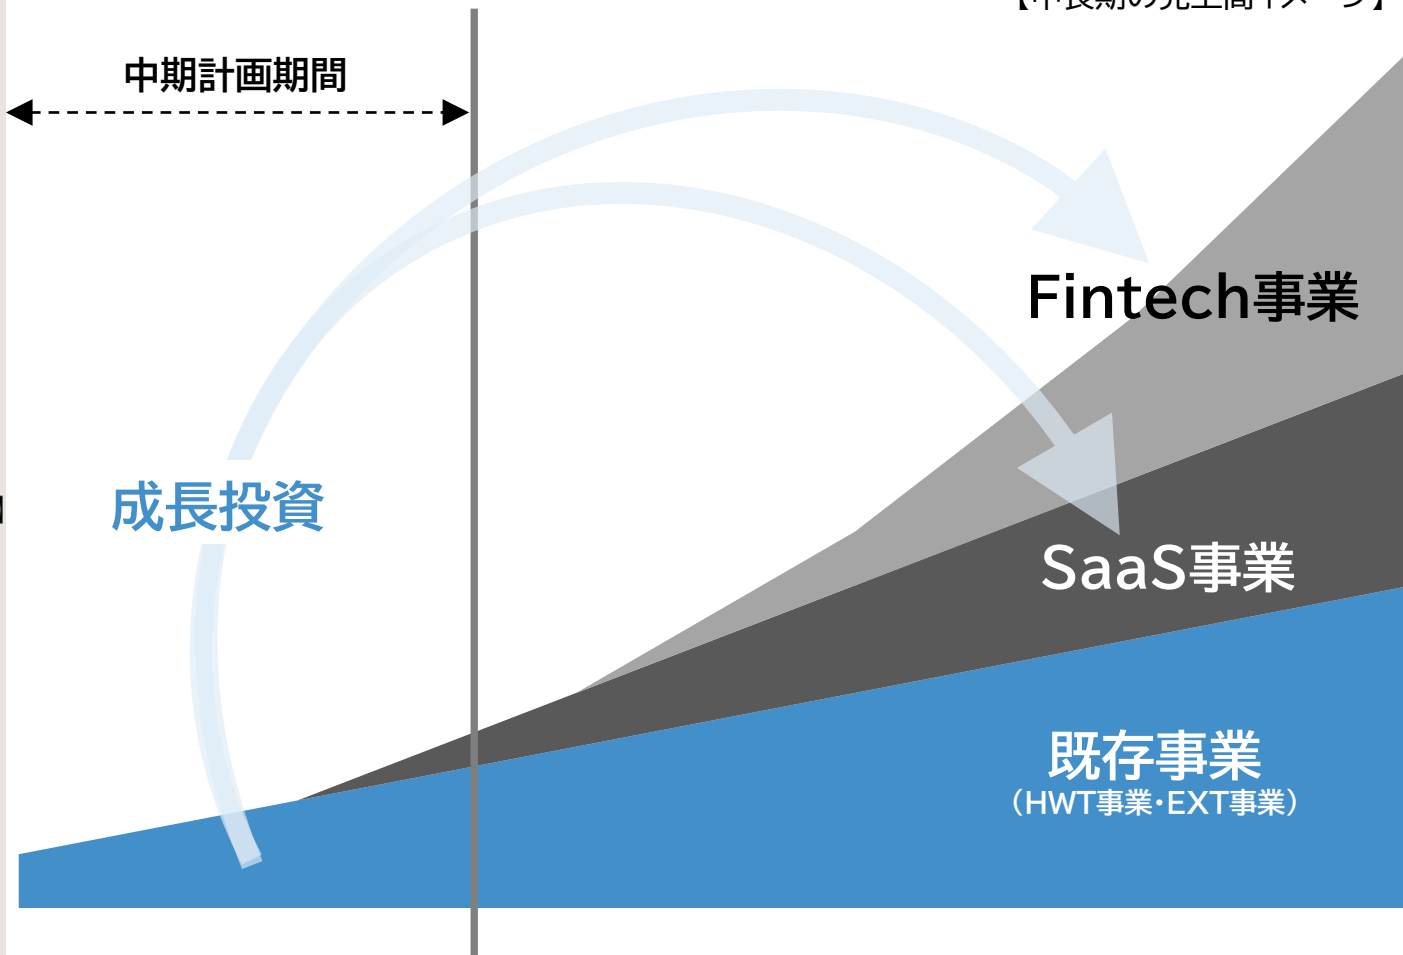 中期計画期間
Fintech事業
成長投資
SaaS事業
既存事業
（HWT事業・EXT事業）